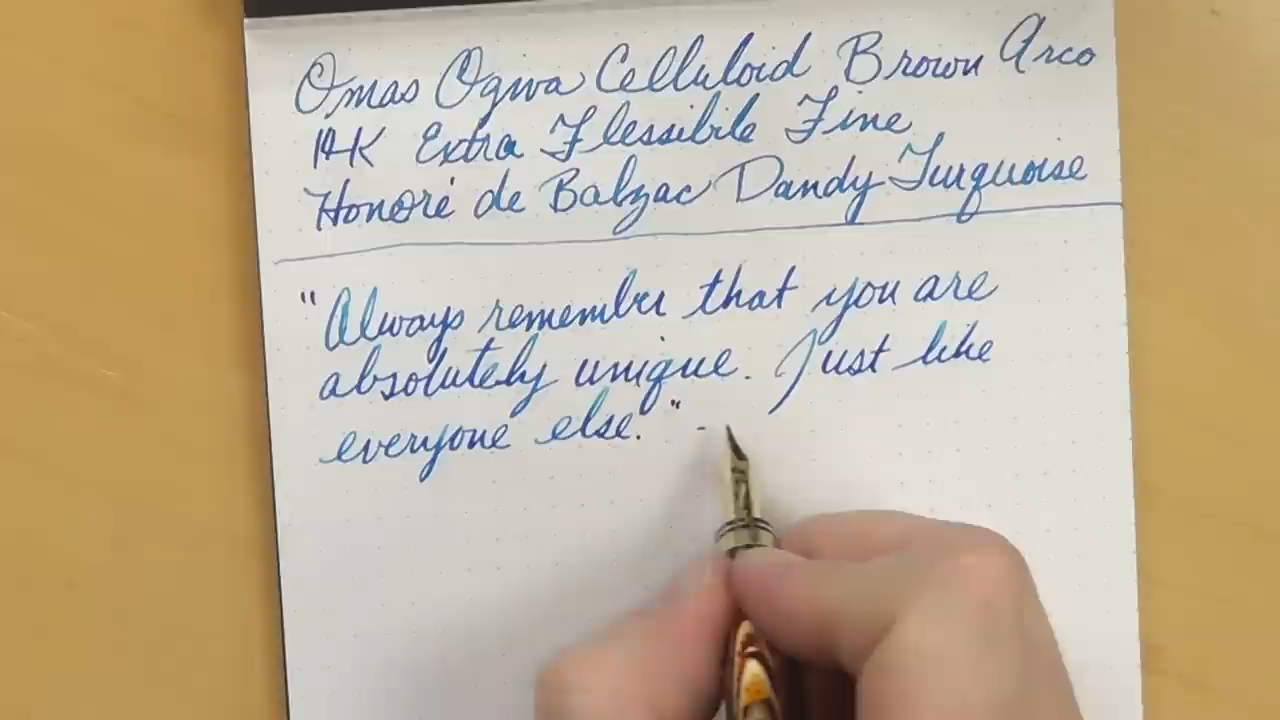 Omas Ogiva Celluloid Brown Arco
14K Extra Flessibile Fine
Honoré de Balzac Dandy Turquoise
"Always remember that you are
absolutely unique. Just like
everyone else." -